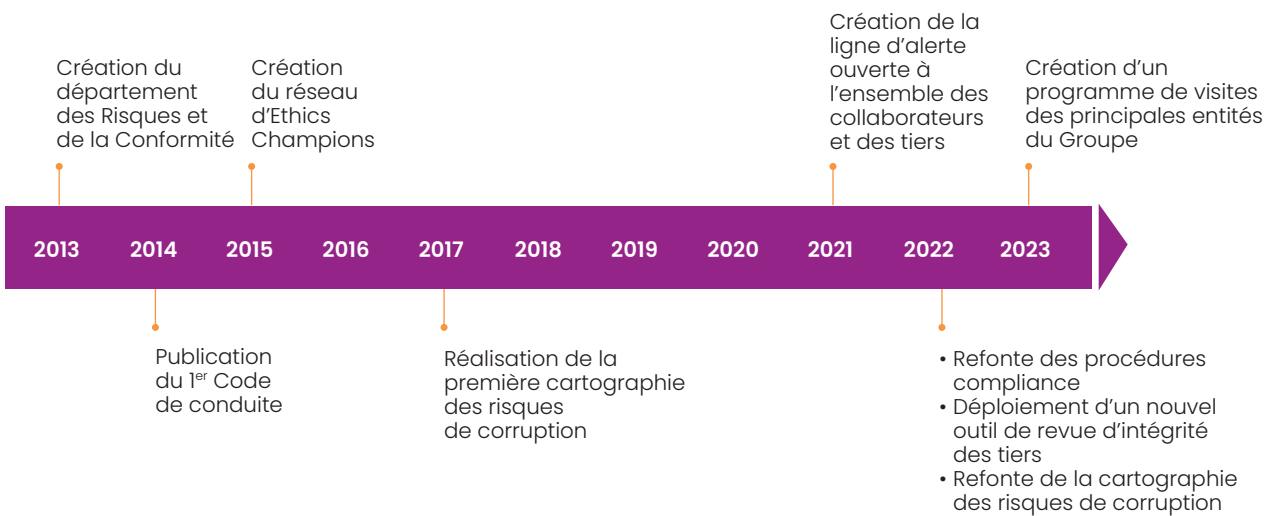 Création du
département
des Risques et
de la Conformité
Création
du réseau
d'Ethics
Champions
Création de la
ligne d'alerte
ouverte à
l'ensemble des
collaborateurs
et des tiers
Création d'un
programme de visites
des principales entités
du Groupe
2013 2014 2015 2016 2017 2018 2019 2020 2021 2022 2023
Publication
du 1er Code
de conduite
Réalisation de la
première cartographie
des risques
de corruption
• Refonte des procédures
compliance
• Déploiement d'un nouvel
outil de revue d'intégrité
des tiers
• Refonte de la cartographie
des risques de corruption